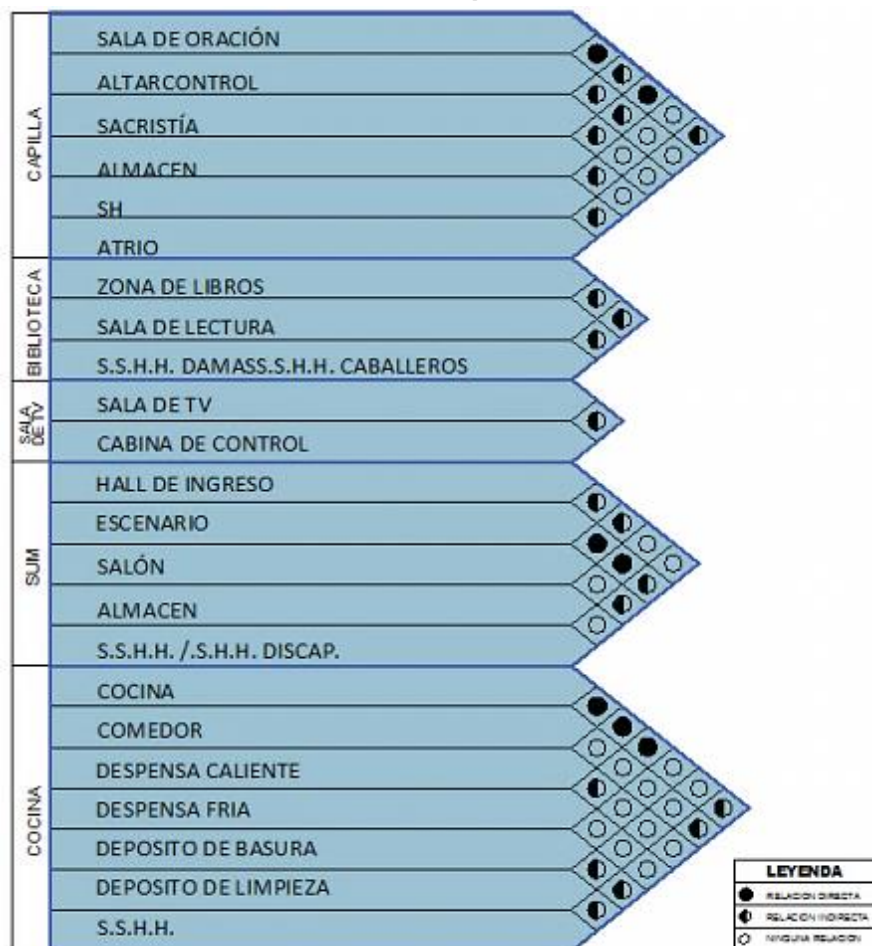 CAPILLA
SALA DE ORACIÓN
ALTARCONTROL
SACRISTÍA
ALMACEN
SH
ATRIO
BIBLIOTECA
ZONA DE LIBROS
SALA DE LECTURA
S.S.H.H. DAMASS.S.H.H. CABALLEROS
SALA DE TV
SALA DE TV
CABINA DE CONTROL
SUM
HALL DE INGRESO
ESCENARIO
SALÓN
ALMACEN
S.S.H.H. /.S.H.H. DISCAP.
COCINA
COCINA
COMEDOR
DESPENSA CALIENTE
DESPENSA FRIA
DEPOSITO DE BASURA
DEPOSITO DE LIMPIEZA
S.S.H.H.
LEYENDA
RELACION DIRECTA
RELACION INDIRECTA
NINGUNA RELACION